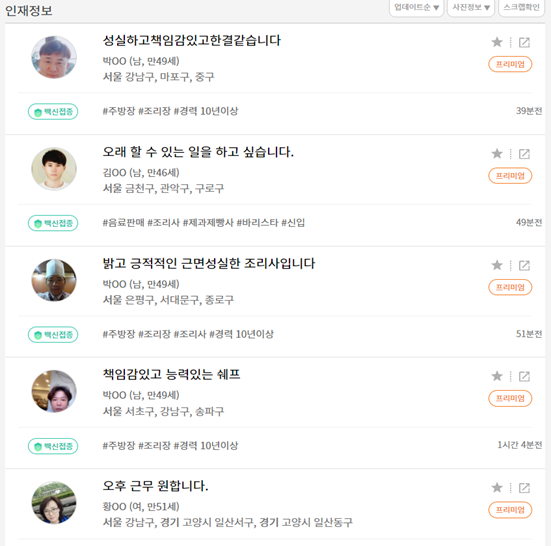 인재정보
업데이트순 ▼ 사진정보 ▼ 스크랩확인
성실하고책임감있고한결같습니다
박OO (남, 만49세)
프리미엄
서울 강남구, 마포구, 중구
백신접종 #주방장 #조리장 #경력 10년이상 39분전
오래 할 수 있는 일을 하고 싶습니다.
김OO (남, 만46세)
프리미엄
서울 금천구, 관악구, 구로구
백신접종 #음료판매 #조리사 #제과제빵사 #바리스타 #신입 49분전
밝고 긍적적인 근면성실한 조리사입니다
박OO (남, 만49세)
프리미엄
서울 은평구, 서대문구, 종로구
백신접종 #주방장 #조리장 #조리사 #경력 10년이상 51분전
책임감있고 능력있는 쉐프
박OO (남, 만49세)
프리미엄
서울 서초구, 강남구, 송파구
백신접종 #주방장 #조리장 #경력 10년이상 1시간 4분전
오후 근무 원합니다.
황OO (여, 만51세)
프리미엄
서울 강남구, 경기 고양시 일산서구, 경기 고양시 일산동구